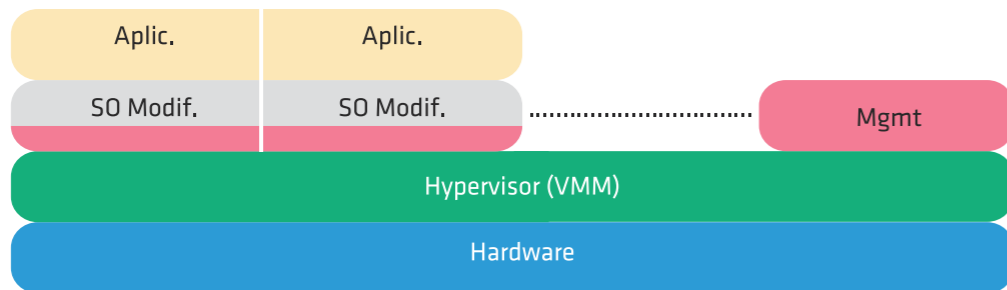 Aplic.
Aplic.
SO Modif.
SO Modif.
Mgmt
Hypervisor (VMM)
Hardware